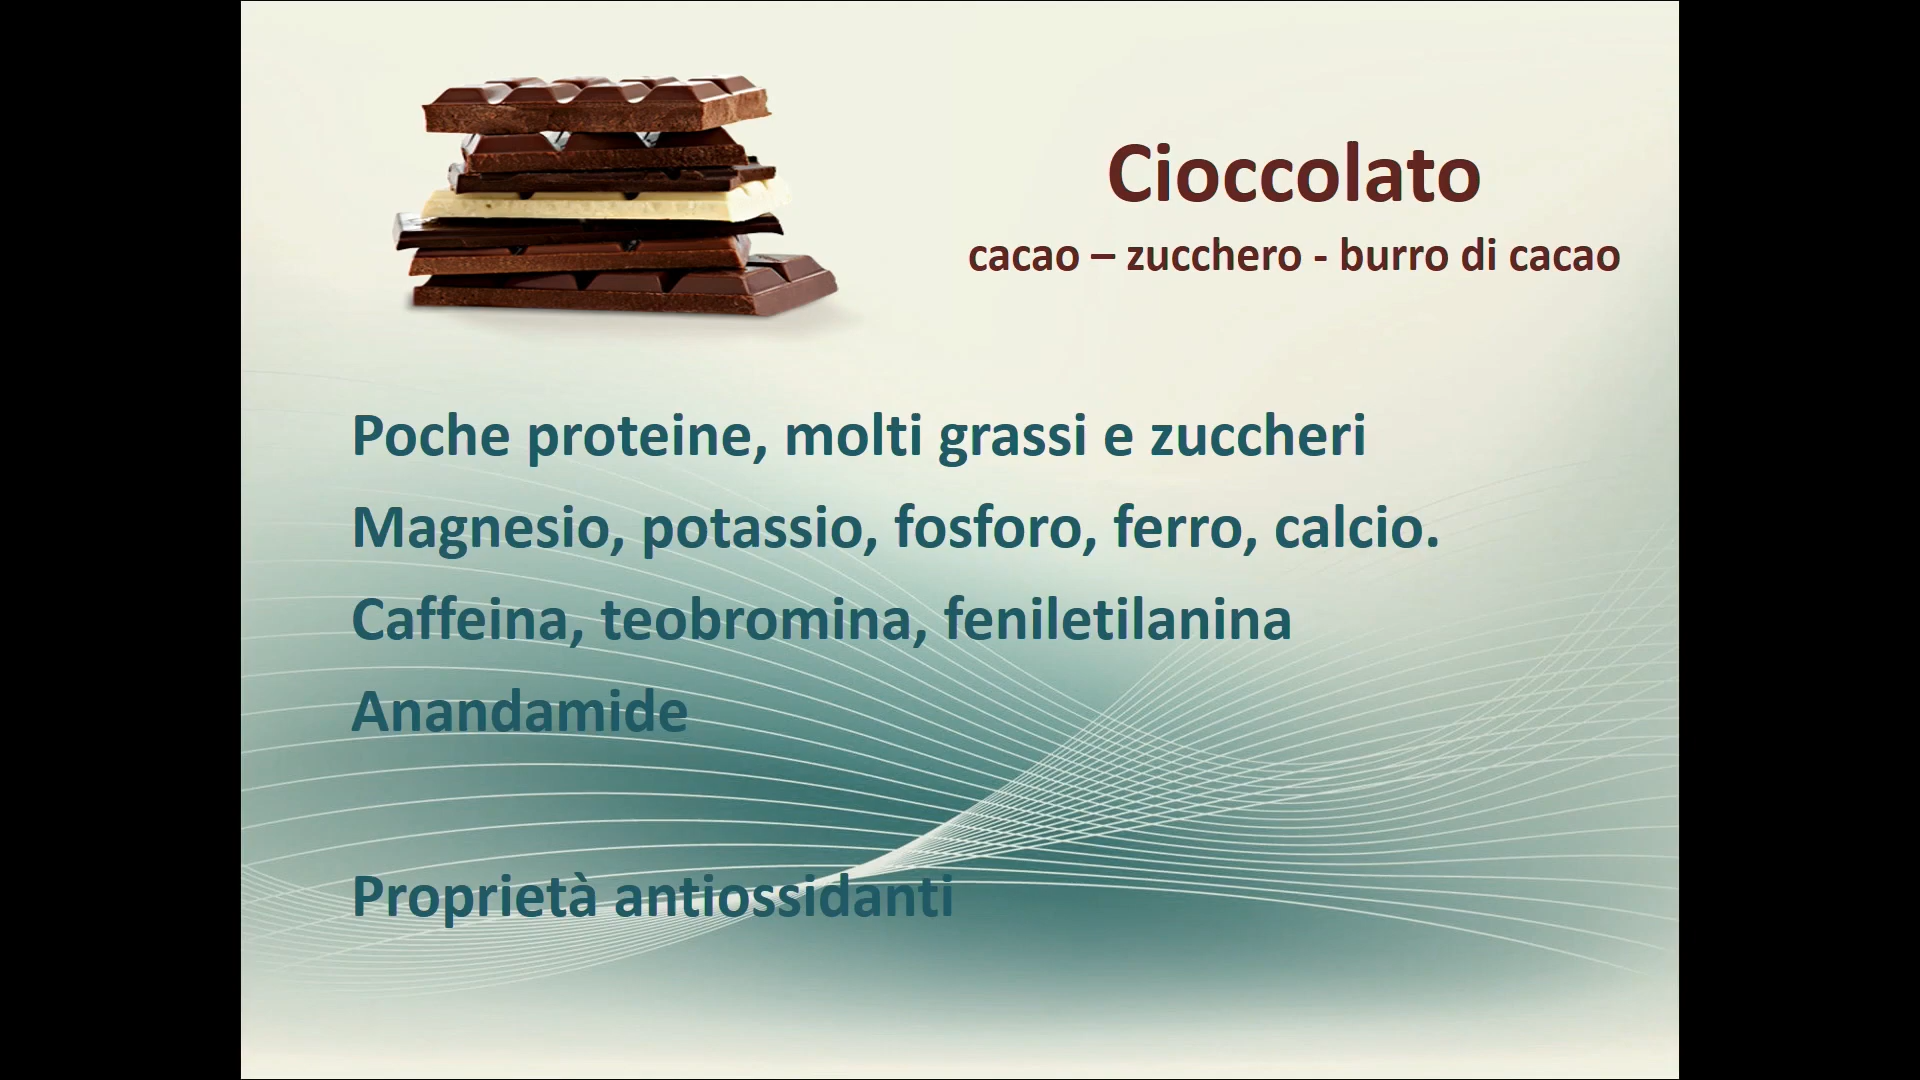 Cioccolato
cacao – zucchero - burro di cacao
Poche proteine, molti grassi e zuccheri
Magnesio, potassio, fosforo, ferro, calcio.
Caffeina, teobromina, feniletilanina
Anandamide
Proprietà antiossidanti